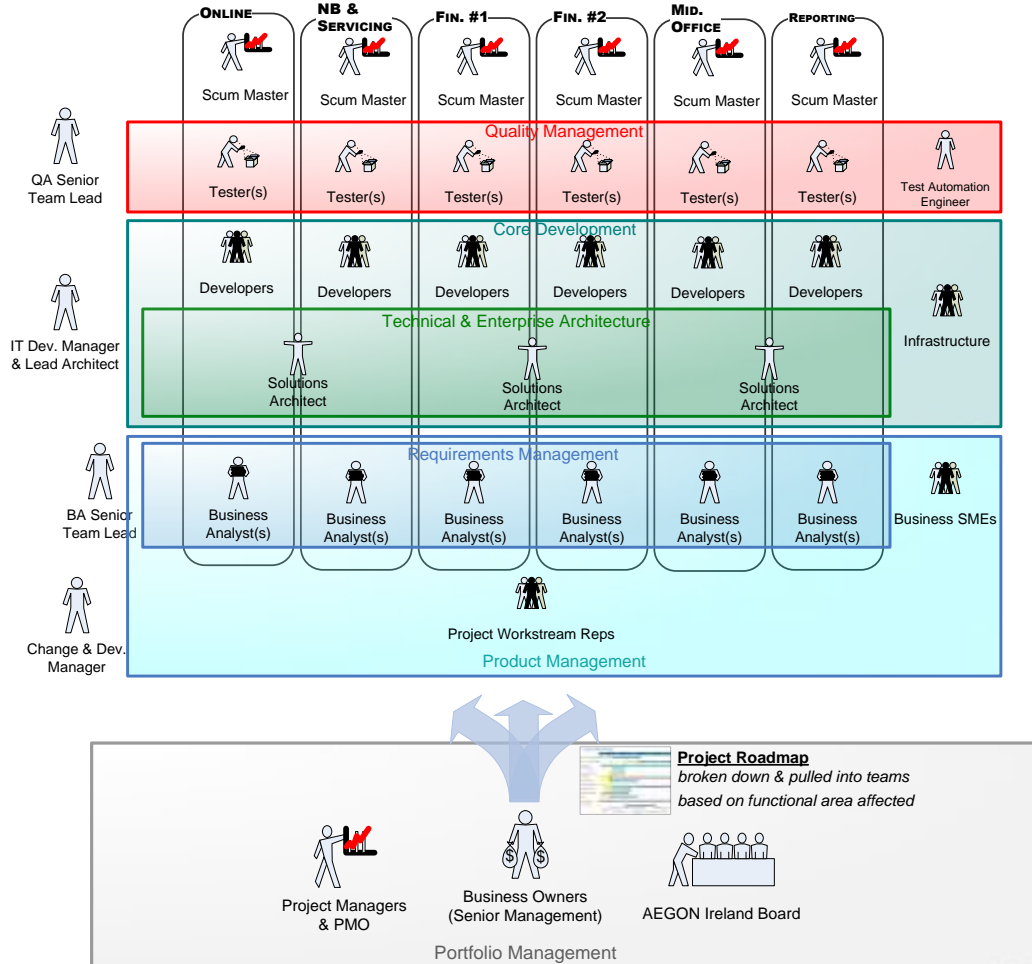 ONLINE
NB &
SERVICING
FIN. #1
FIN. #2
MID.
OFFICE
REPORTING
Scum Master
Scum Master
Scum Master
Scum Master
Scum Master
Scum Master
Quality Management
QA Senior
Team Lead
Tester(s)
Tester(s)
Tester(s)
Tester(s)
Tester(s)
Tester(s)
Test Automation
Engineer
Core Development
Developers
Developers
Developers
Developers
Developers
Developers
Technical & Enterprise Architecture
IT Dev. Manager
& Lead Architect
Infrastructure
Solutions
Architect
Solutions
Architect
Solutions
Architect
Requirements Management
BA Senior
Team Lead
Business
Analyst(s)
Business
Analyst(s)
Business
Analyst(s)
Business
Analyst(s)
Business
Analyst(s)
Business
Analyst(s)
Business SMEs
Project Workstream Reps
Change & Dev.
Manager
Product Management
Project Roadmap
broken down & pulled into teams
based on functional area affected
$ $
Project Managers
& PMO
Business Owners
(Senior Management)
AEGON Ireland Board
Portfolio Management